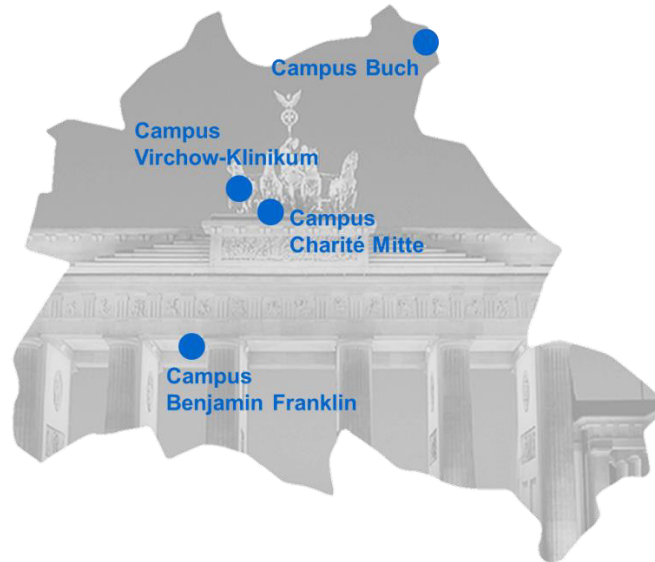 Campus Buch
Campus
Virchow-Klinikum
Campus
Charité Mitte
Campus
Benjamin Franklin